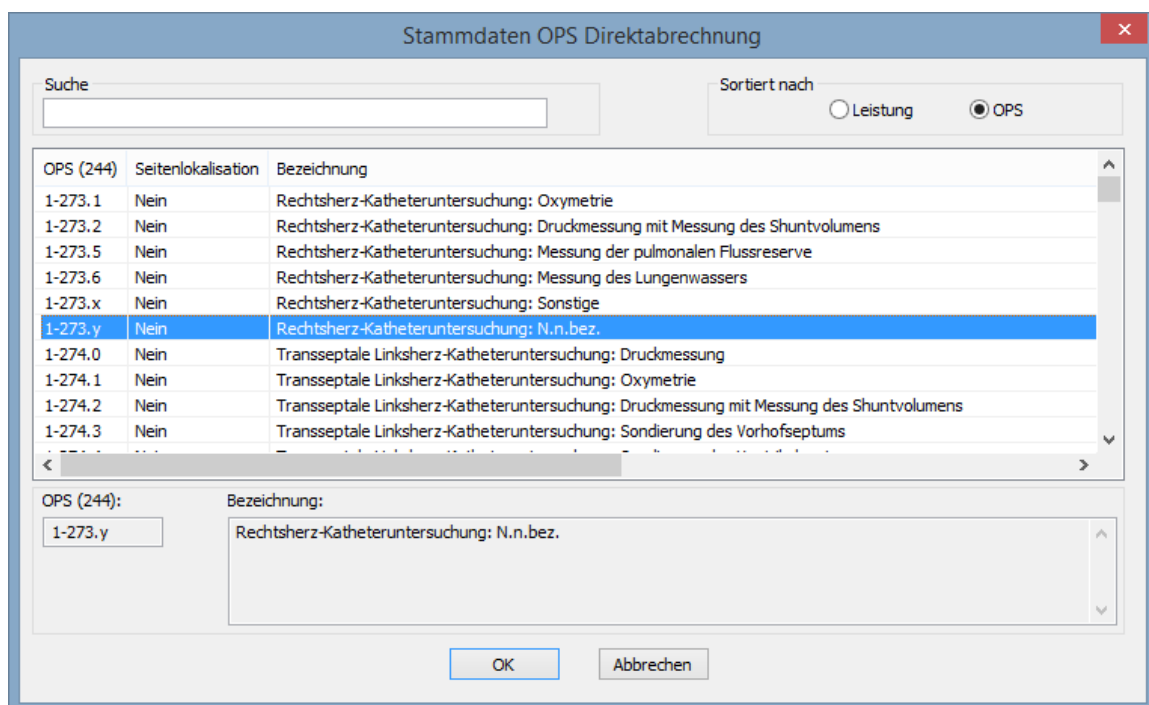 Stammdaten OPS Direktabrechnung
Suche
Sortiert nach
Leistung OPS
OPS (244) Seitenlokalisation Bezeichnung
1-273.1 Nein Rechtsherz-Katheteruntersuchung: Oxymetrie
1-273.2 Nein Rechtsherz-Katheteruntersuchung: Druckmessung mit Messung des Shuntvolumens
1-273.5 Nein Rechtsherz-Katheteruntersuchung: Messung der pulmonalen Flussreserve
1-273.6 Nein Rechtsherz-Katheteruntersuchung: Messung des Lungenwassers
1-273.x Nein Rechtsherz-Katheteruntersuchung: Sonstige
1-273.y Nein Rechtsherz-Katheteruntersuchung: N.n.bez.
1-274.0 Nein Transseptale Linksherz-Katheteruntersuchung: Druckmessung
1-274.1 Nein Transseptale Linksherz-Katheteruntersuchung: Oxymetrie
1-274.2 Nein Transseptale Linksherz-Katheteruntersuchung: Druckmessung mit Messung des Shuntvolumens
1-274.3 Nein Transseptale Linksherz-Katheteruntersuchung: Sondierung des Vorhofseptums
OPS (244): Bezeichnung:
1-273.y Rechtsherz-Katheteruntersuchung: N.n.bez.
OK Abbrechen